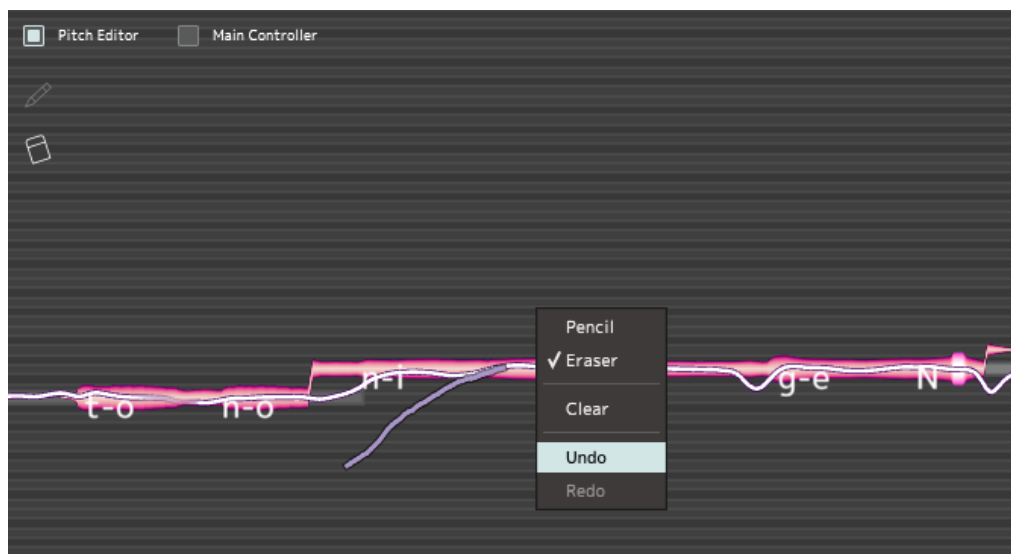 Pitch Editor Main Controller
Pencil
Eraser
Clear
Undo
Redo
t-o n-o n-i g-e N